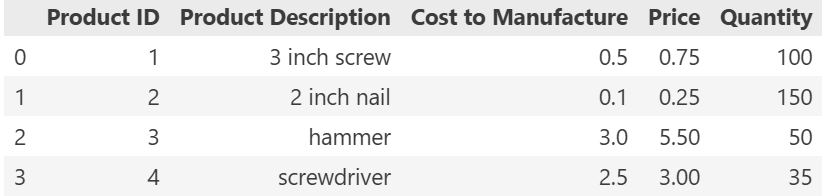 Product ID Product Description Cost to Manufacture Price Quantity
0 1 3 inch screw 0.5 0.75 100
1 2 2 inch nail 0.1 0.25 150
2 3 hammer 3.0 5.50 50
3 4 screwdriver 2.5 3.00 35